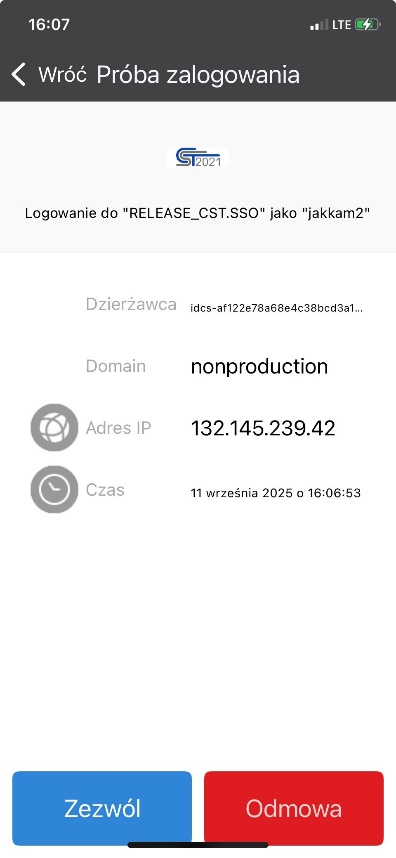 16:07
LTE
Wróć Próba zalogowania
CST2021
Logowanie do "RELEASE_CST.SSO" jako "jakkam2"
Dzierżawca idcs-af122e78a68e4c38bcd3a1...
Domain nonproduction
Adres IP 132.145.239.42
Czas 11 września 2025 o 16:06:53
Zezwól Odmowa